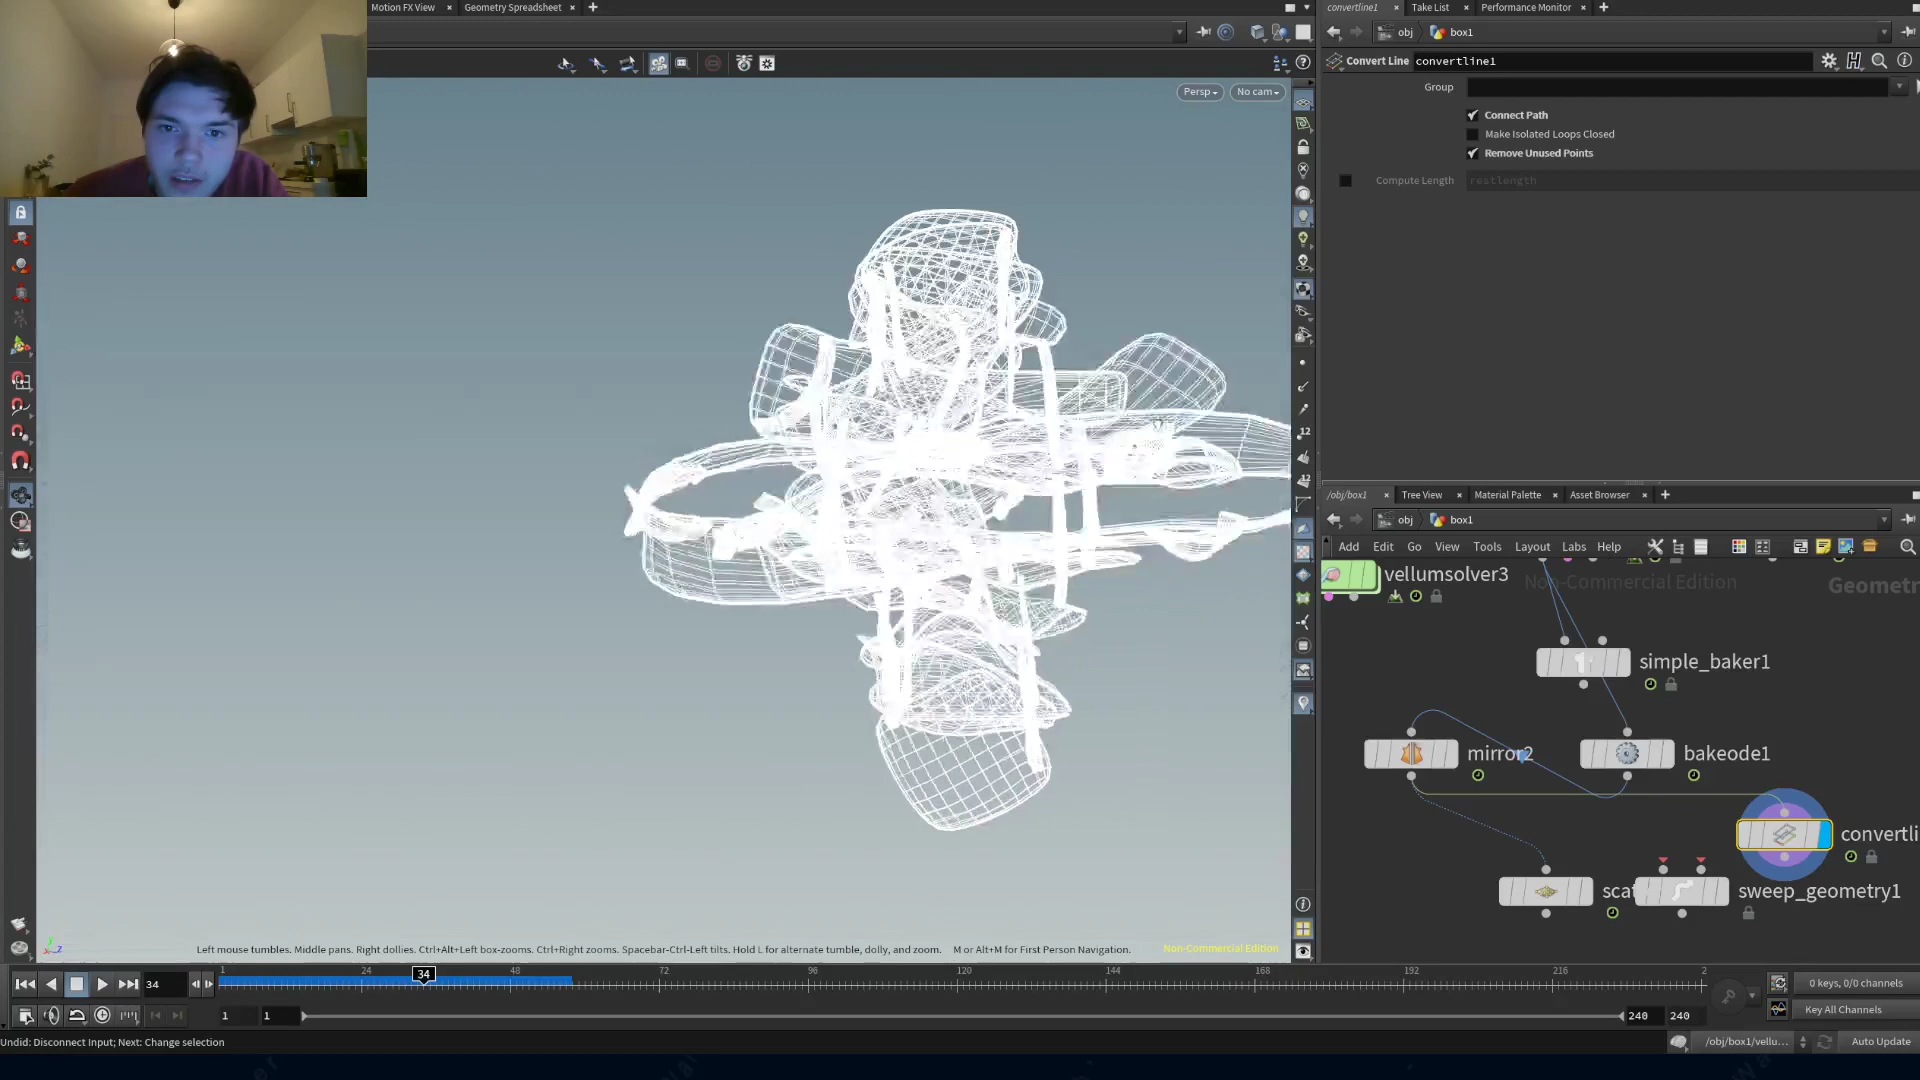 Motion FX View
Geometry Spreadsheet
convertline1
Take List
Performance Monitor
obj
box1
Convert Line
convertline1
Group
Connect Path
Make Isolated Loops Closed
Remove Unused Points
Compute Length
restlength
Persp
No cam
12
12
/obj/box1
Tree View
Material Palette
Asset Browser
obj
box1
Add
Edit
Go
View
Tools
Layout
Labs
Help
vellumsolver3
Non-Commercial Edition
Geometr
simple_baker1
mirror2
bakeode1
convertli
scat
sweep_geometry1
Left mouse tumbles. Middle pans. Right dollies. Ctrl+Alt+Left box-zooms. Ctrl+Right zooms. Spacebar-Ctrl-Left tilts. Hold L for alternate tumble, dolly, and zoom. M or Alt+M for First Person Navigation.
Non-Commercial Edition
34
1
24
34
48
72
96
120
144
168
192
216
2
0 keys, 0/0 channels
1
1
240
240
Key All Channels
Undid: Disconnect Input; Next: Change selection
/obj/box1/vellu...
Auto Update